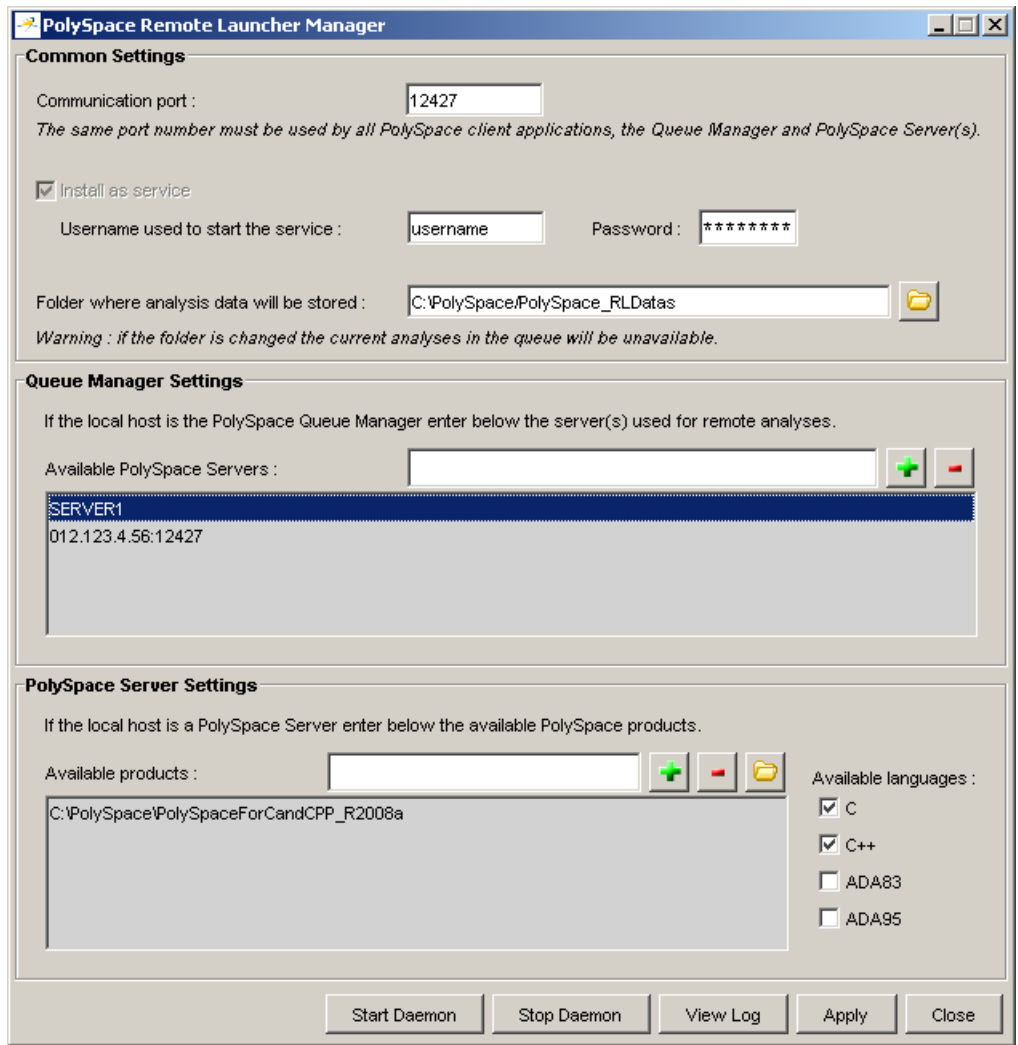 PolySpace Remote Launcher Manager
Common Settings
Communication port : 12427
The same port number must be used by all PolySpace client applications, the Queue Manager and PolySpace Server(s).
Install as service
Username used to start the service : username Password : ********
Folder where analysis data will be stored : C:\PolySpace/PolySpace_RLDatas
Warning : if the folder is changed the current analyses in the queue will be unavailable.
Queue Manager Settings
If the local host is the PolySpace Queue Manager enter below the server(s) used for remote analyses.
Available PolySpace Servers :
SERVER1
012.123.4.56:12427
PolySpace Server Settings
If the local host is a PolySpace Server enter below the available PolySpace products.
Available products :
Available languages :
C:\PolySpace\PolySpaceForCandCPP_R2008a
C
C++
ADA83
ADA95
Start Daemon Stop Daemon View Log Apply Close